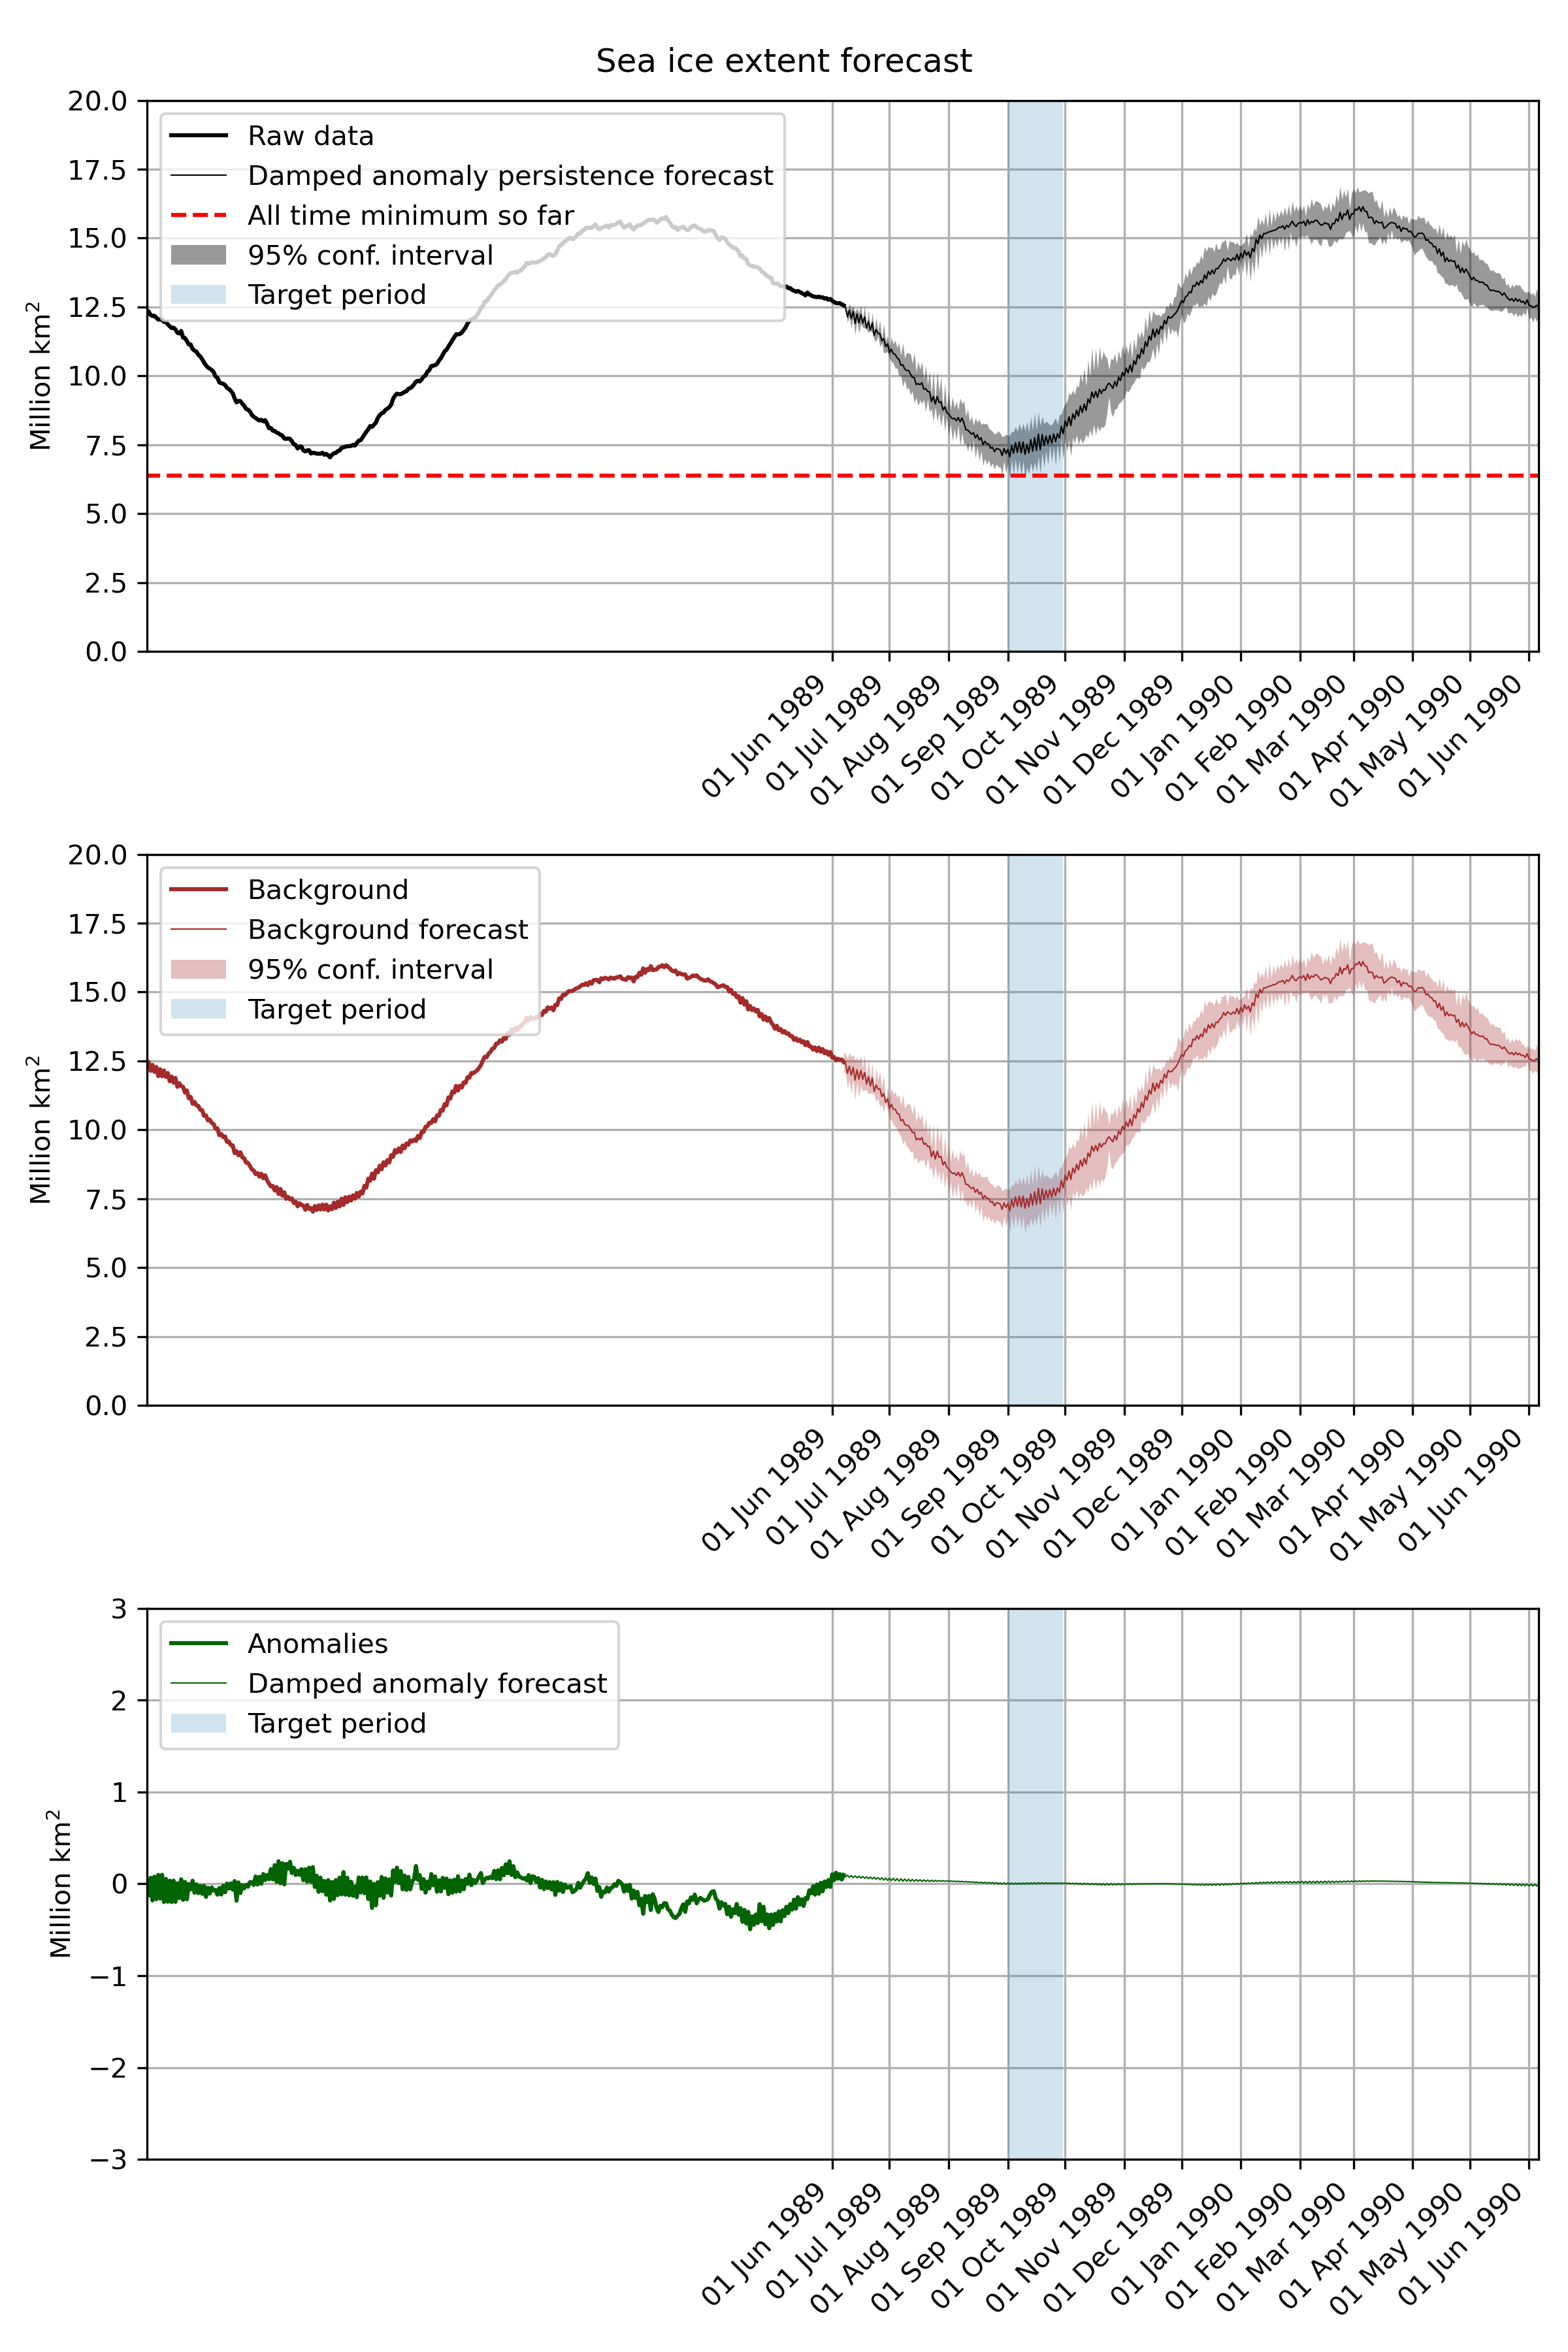 Sea ice extent forecast
20.0
17.5
15.0
12.5
10.0
7.5
5.0
2.5
0.0
Million km²
Raw data
Damped anomaly persistence forecast
All time minimum so far
95% conf. interval
Target period
01 Jun 1989
01 Jul 1989
01 Aug 1989
01 Sep 1989
01 Oct 1989
01 Nov 1989
01 Dec 1989
01 Jan 1990
01 Feb 1990
01 Mar 1990
01 Apr 1990
01 May 1990
01 Jun 1990
20.0
17.5
15.0
12.5
10.0
7.5
5.0
2.5
0.0
Million km²
Background
Background forecast
95% conf. interval
Target period
01 Jun 1989
01 Jul 1989
01 Aug 1989
01 Sep 1989
01 Oct 1989
01 Nov 1989
01 Dec 1989
01 Jan 1990
01 Feb 1990
01 Mar 1990
01 Apr 1990
01 May 1990
01 Jun 1990
3
2
1
0
−1
−2
−3
Million km²
Anomalies
Damped anomaly forecast
Target period
01 Jun 1989
01 Jul 1989
01 Aug 1989
01 Sep 1989
01 Oct 1989
01 Nov 1989
01 Dec 1989
01 Jan 1990
01 Feb 1990
01 Mar 1990
01 Apr 1990
01 May 1990
01 Jun 1990